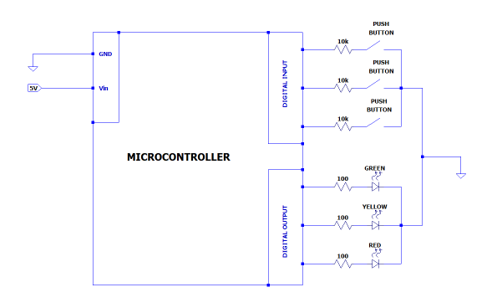 PUSH
BUTTON
10k
GND
PUSH
BUTTON
10k
5V
Vin
DIGITAL INPUT
PUSH
BUTTON
10k
MICROCONTROLLER
GREEN
100
YELLOW
100
DIGITAL OUTPUT
RED
100